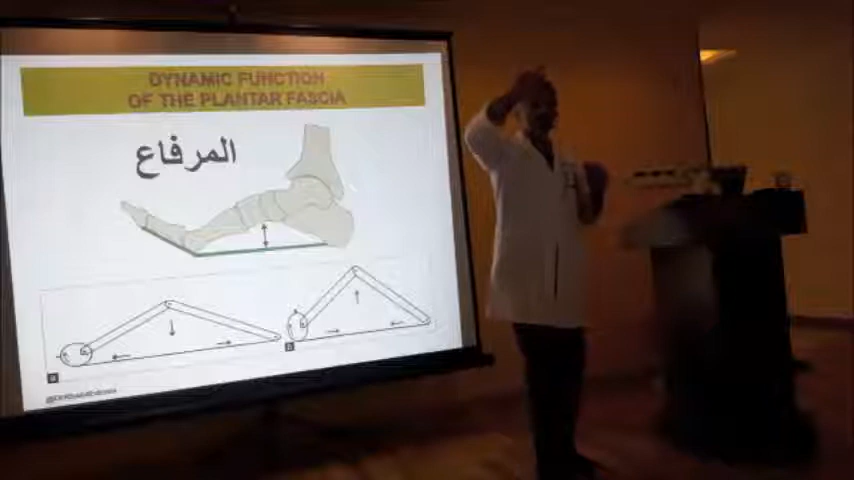 DYNAMIC FUNCTION
OF THE PLANTAR FASCIA
المرفاع
a
b